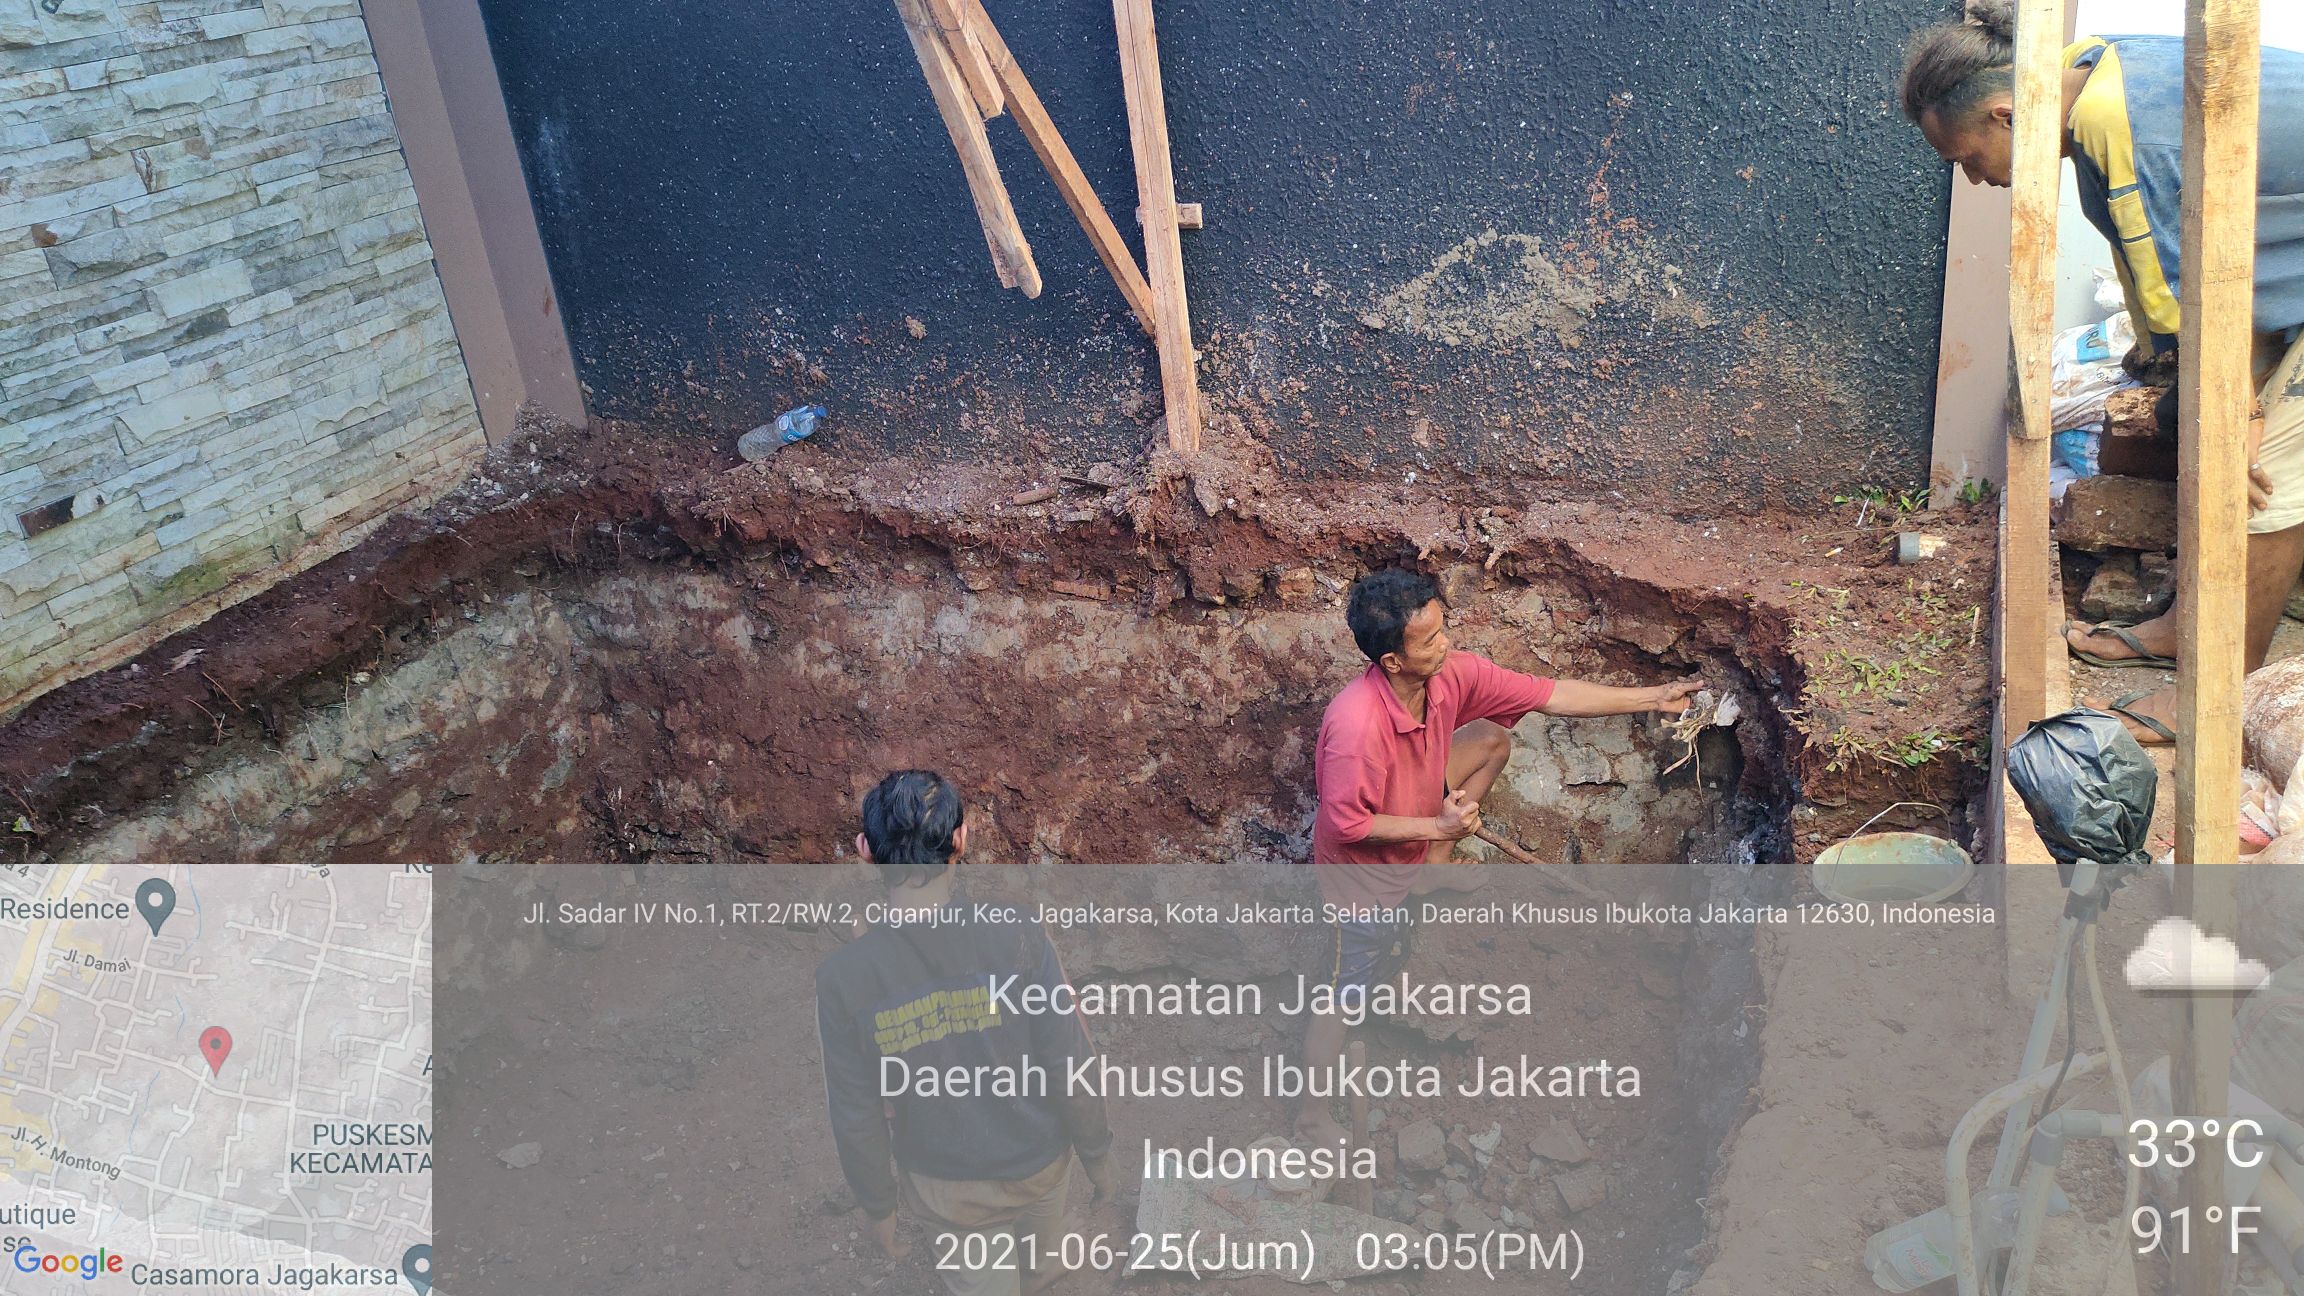 Jl. Sadar IV No.1, RT.2/RW.2, Ciganjur, Kec. Jagakarsa, Kota Jakarta Selatan, Daerah Khusus Ibukota Jakarta 12630, Indonesia
Kecamatan Jagakarsa
Daerah Khusus Ibukota Jakarta
Indonesia
2021-06-25(Jum) 03:05(PM)
33°C
91°F
Residence
Jl. Damai
Jl. H. Montong
PUSKESM
KECAMATA
utique
Google
Casamora Jagakarsa